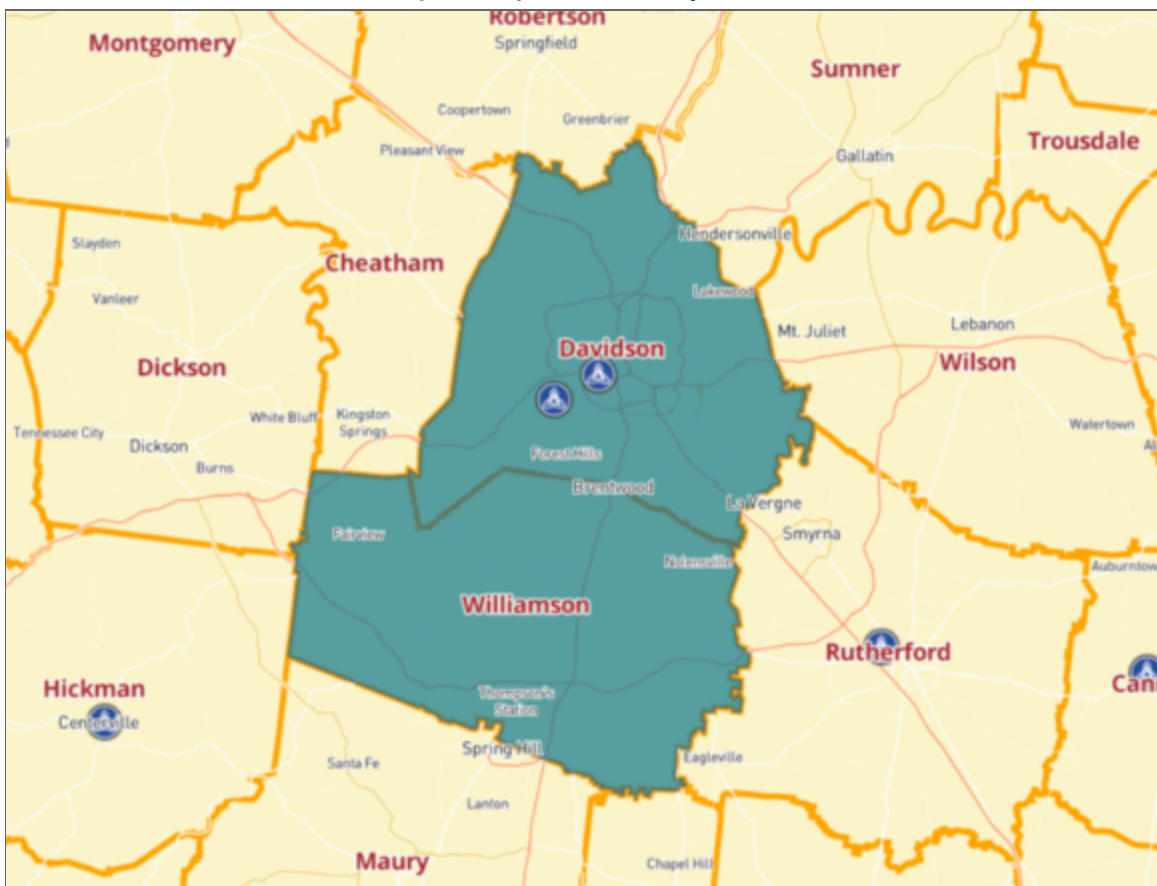 Robertson
Montgomery
Springfield
Sumner
Coopertown
Greenbrier
Trousdale
Pleasant View
Gallatin
Hendersonville
Slayden
Cheatham
Lakewood
Vanleer
Mt. Juliet
Lebanon
Davidson
Wilson
Dickson
White Bluff
Kingston
Springs
Watertown
Tennessee City
Dickson
Forest Hills
Burns
Brentwood
La Vergne
Fairview
Smyrna
Nolensville
Auburntow
Williamson
Rutherford
Hickman
Can
Centerville
Thompson's
Station
Spring Hill
Eagleville
Santa Fe
Lanton
Maury
Chapel Hill